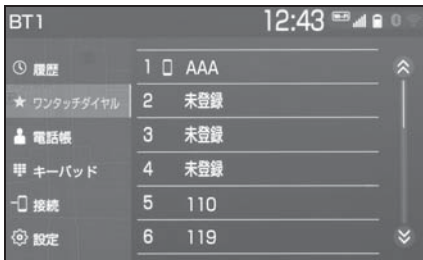 BT1 12:43
履歴
ワンタッチダイヤル
電話帳
キーパッド
接続
設定
1 AAA
2 未登録
3 未登録
4 未登録
5 110
6 119